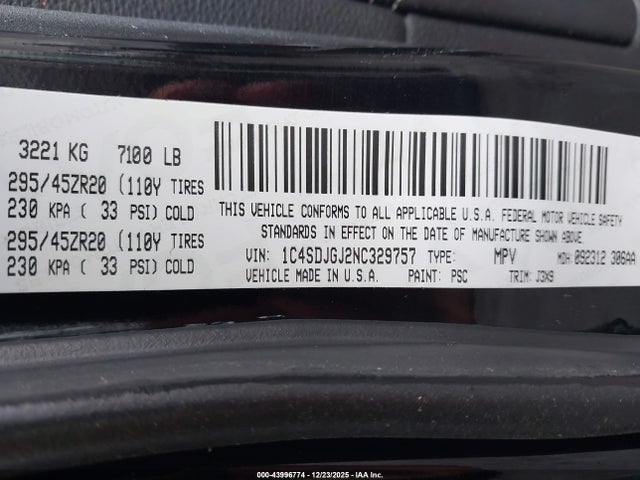 3221 KG 7100 LB
295/45ZR20 (110Y TIRES
230 KPA ( 33 PSI) COLD
295/45ZR20 (110Y TIRES
230 KPA ( 33 PSI) COLD
THIS VEHICLE CONFORMS TO ALL APPLICABLE U.S.A. FEDERAL MOTOR VEHICLE SAFETY
STANDARDS IN EFFECT ON THE DATE OF MANUFACTURE SHOWN ABOVE.
VIN: 1C4SDJGJ2NC329757 TYPE: MPV MDH: 092312 306AA
VEHICLE MADE IN U.S.A. PAINT: PSC TRIM: J3X9
000-43996774 - 12/23/2025 - IAA Inc.